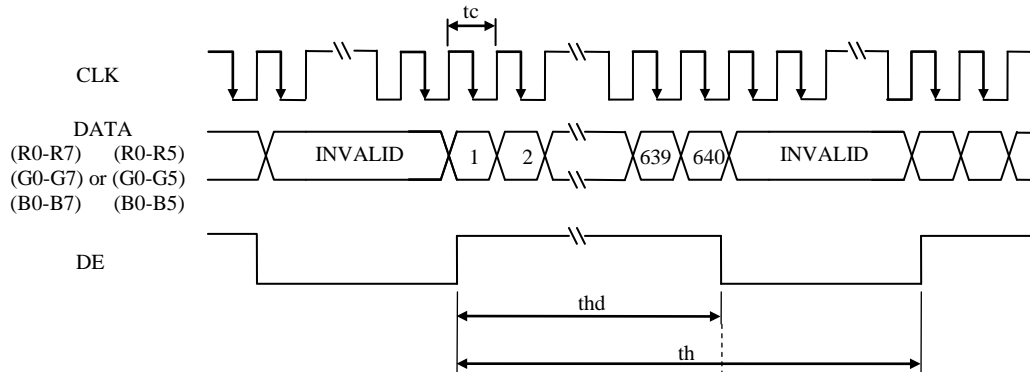 tc
CLK
DATA
(R0-R7) (R0-R5)
(G0-G7) or (G0-G5)
(B0-B7) (B0-B5)
INVALID 1 2 639 640 INVALID
DE
thd
th